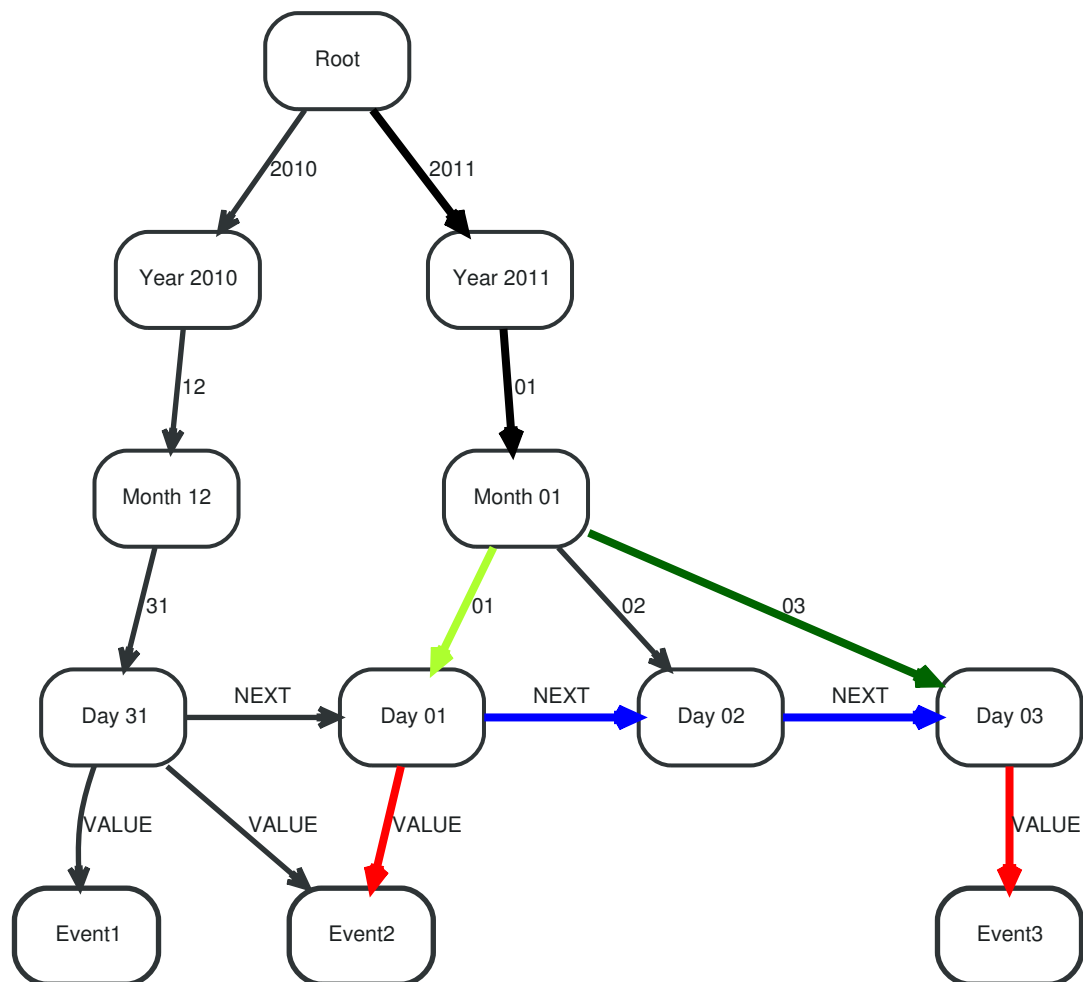 Root
2010
2011
Year 2010
Year 2011
12
01
Month 12
Month 01
31
01
02
03
NEXT
NEXT
NEXT
Day 31
Day 01
Day 02
Day 03
VALUE
VALUE
VALUE
VALUE
Event1
Event2
Event3